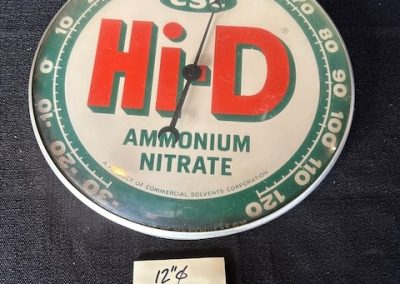 CSC
Hi-D
AMMONIUM
NITRATE
A PRODUCT OF COMMERCIAL SOLVENTS CORPORATION
-30
-20
-10
0
10
70
80
90
100
110
120
12"⌀